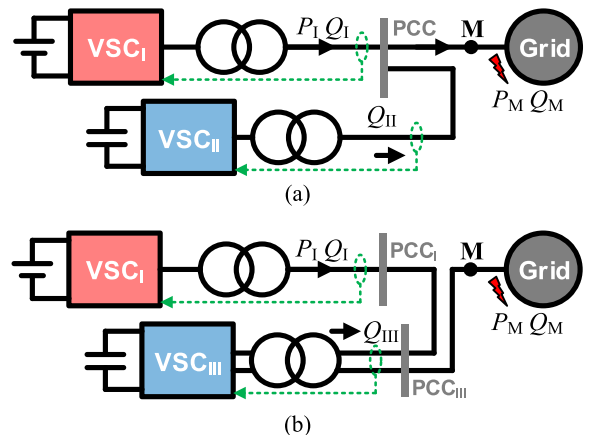 VSC_I P_I Q_I PCC M Grid
P_M Q_M
VSC_II Q_II
(a)
VSC_I P_I Q_I PCC_I M Grid
P_M Q_M
VSC_III Q_III
PCC_III
(b)